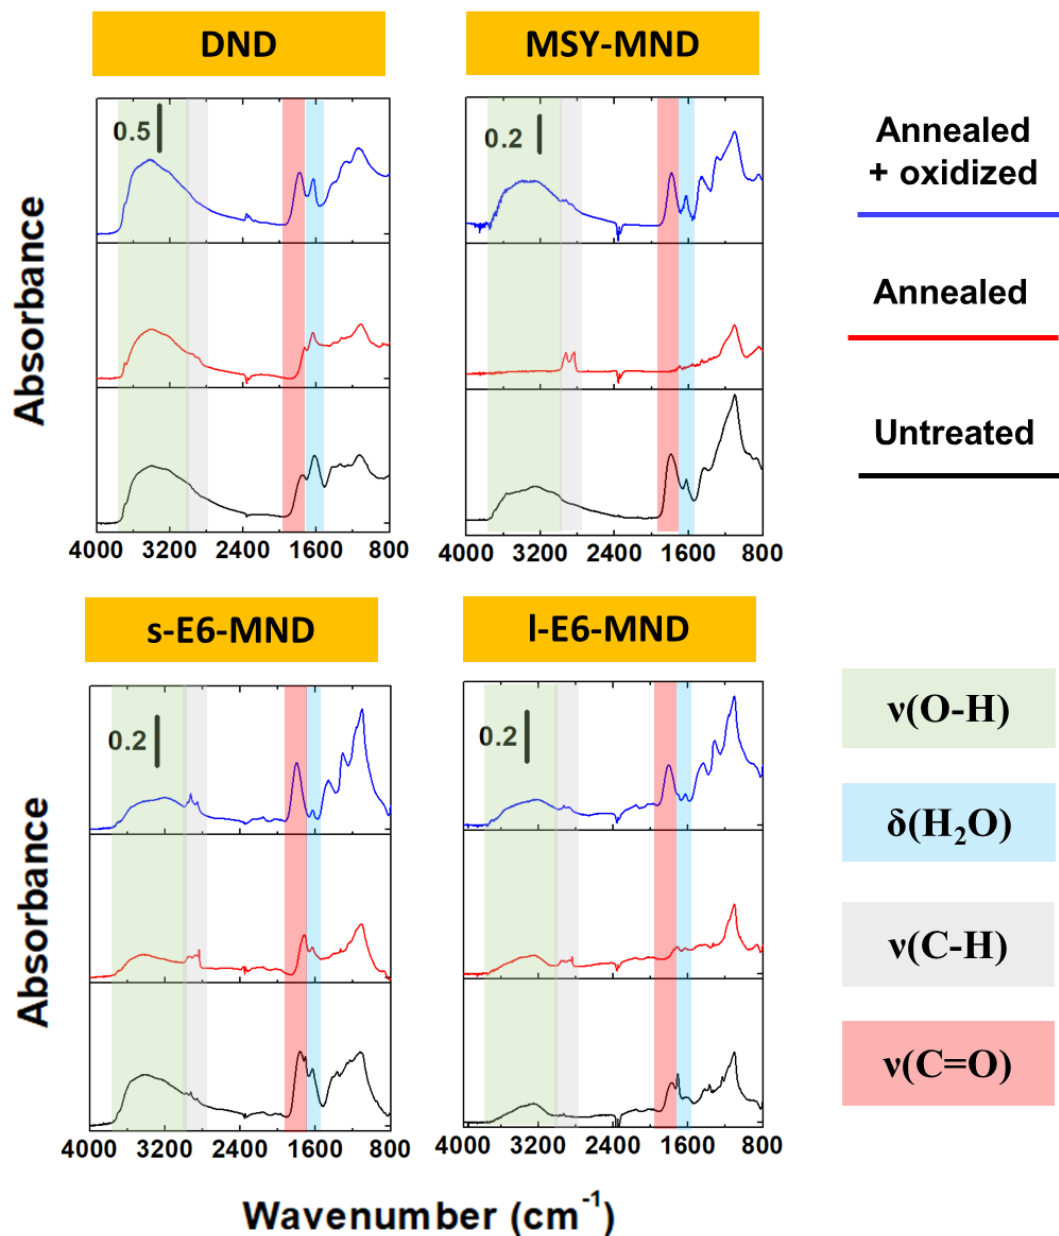 DND
MSY-MND
0.5
0.2
Absorbance
4000 3200 2400 1600 800
4000 3200 2400 1600 800
Annealed
+ oxidized
Annealed
Untreated
s-E6-MND
l-E6-MND
0.2
0.2
Absorbance
4000 3200 2400 1600 800
4000 3200 2400 1600 800
Wavenumber (cm⁻¹)
ν(O-H)
δ(H₂O)
ν(C-H)
ν(C=O)